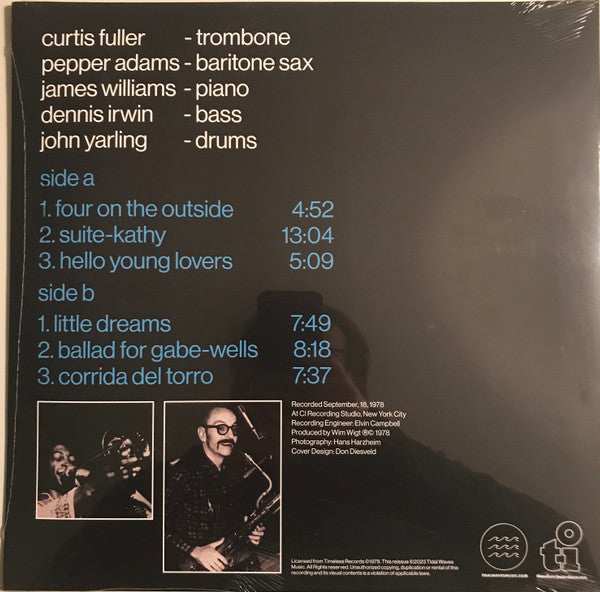 curtis fuller - trombone
pepper adams - baritone sax
james williams - piano
dennis irwin - bass
john yarling - drums
side a
1. four on the outside 4:52
2. suite-kathy 13:04
3. hello young lovers 5:09
side b
1. little dreams 7:49
2. ballad for gabe-wells 8:18
3. corrida del torro 7:37
Recorded September, 18, 1978
At CI Recording Studio, New York City
Recording Engineer: Elvin Campbell
Produced by Wim Wigt ℗© 1978
Photography: Hans Harzheim
Cover Design: Don Diesveld
Licensed from Timeless Records ©1978. This reissue ©2023 Tidal Waves
Music. All Rights Reserved. Unauthorized copying, duplication or rental of this
recording and its visual contents is a violation of applicable laws.
TIDALWAVESMUSIC.COM
ti